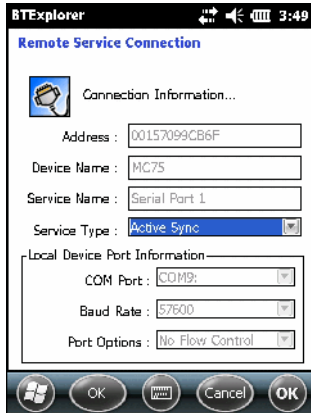 BTExplorer 3:49
Remote Service Connection
Connection Information...
Address : 00157099CB6F
Device Name : MC75
Service Name : Serial Port 1
Service Type : Active Sync
Local Device Port Information
COM Port : COM9:
Baud Rate : 57600
Port Options : No Flow Control
OK Cancel OK